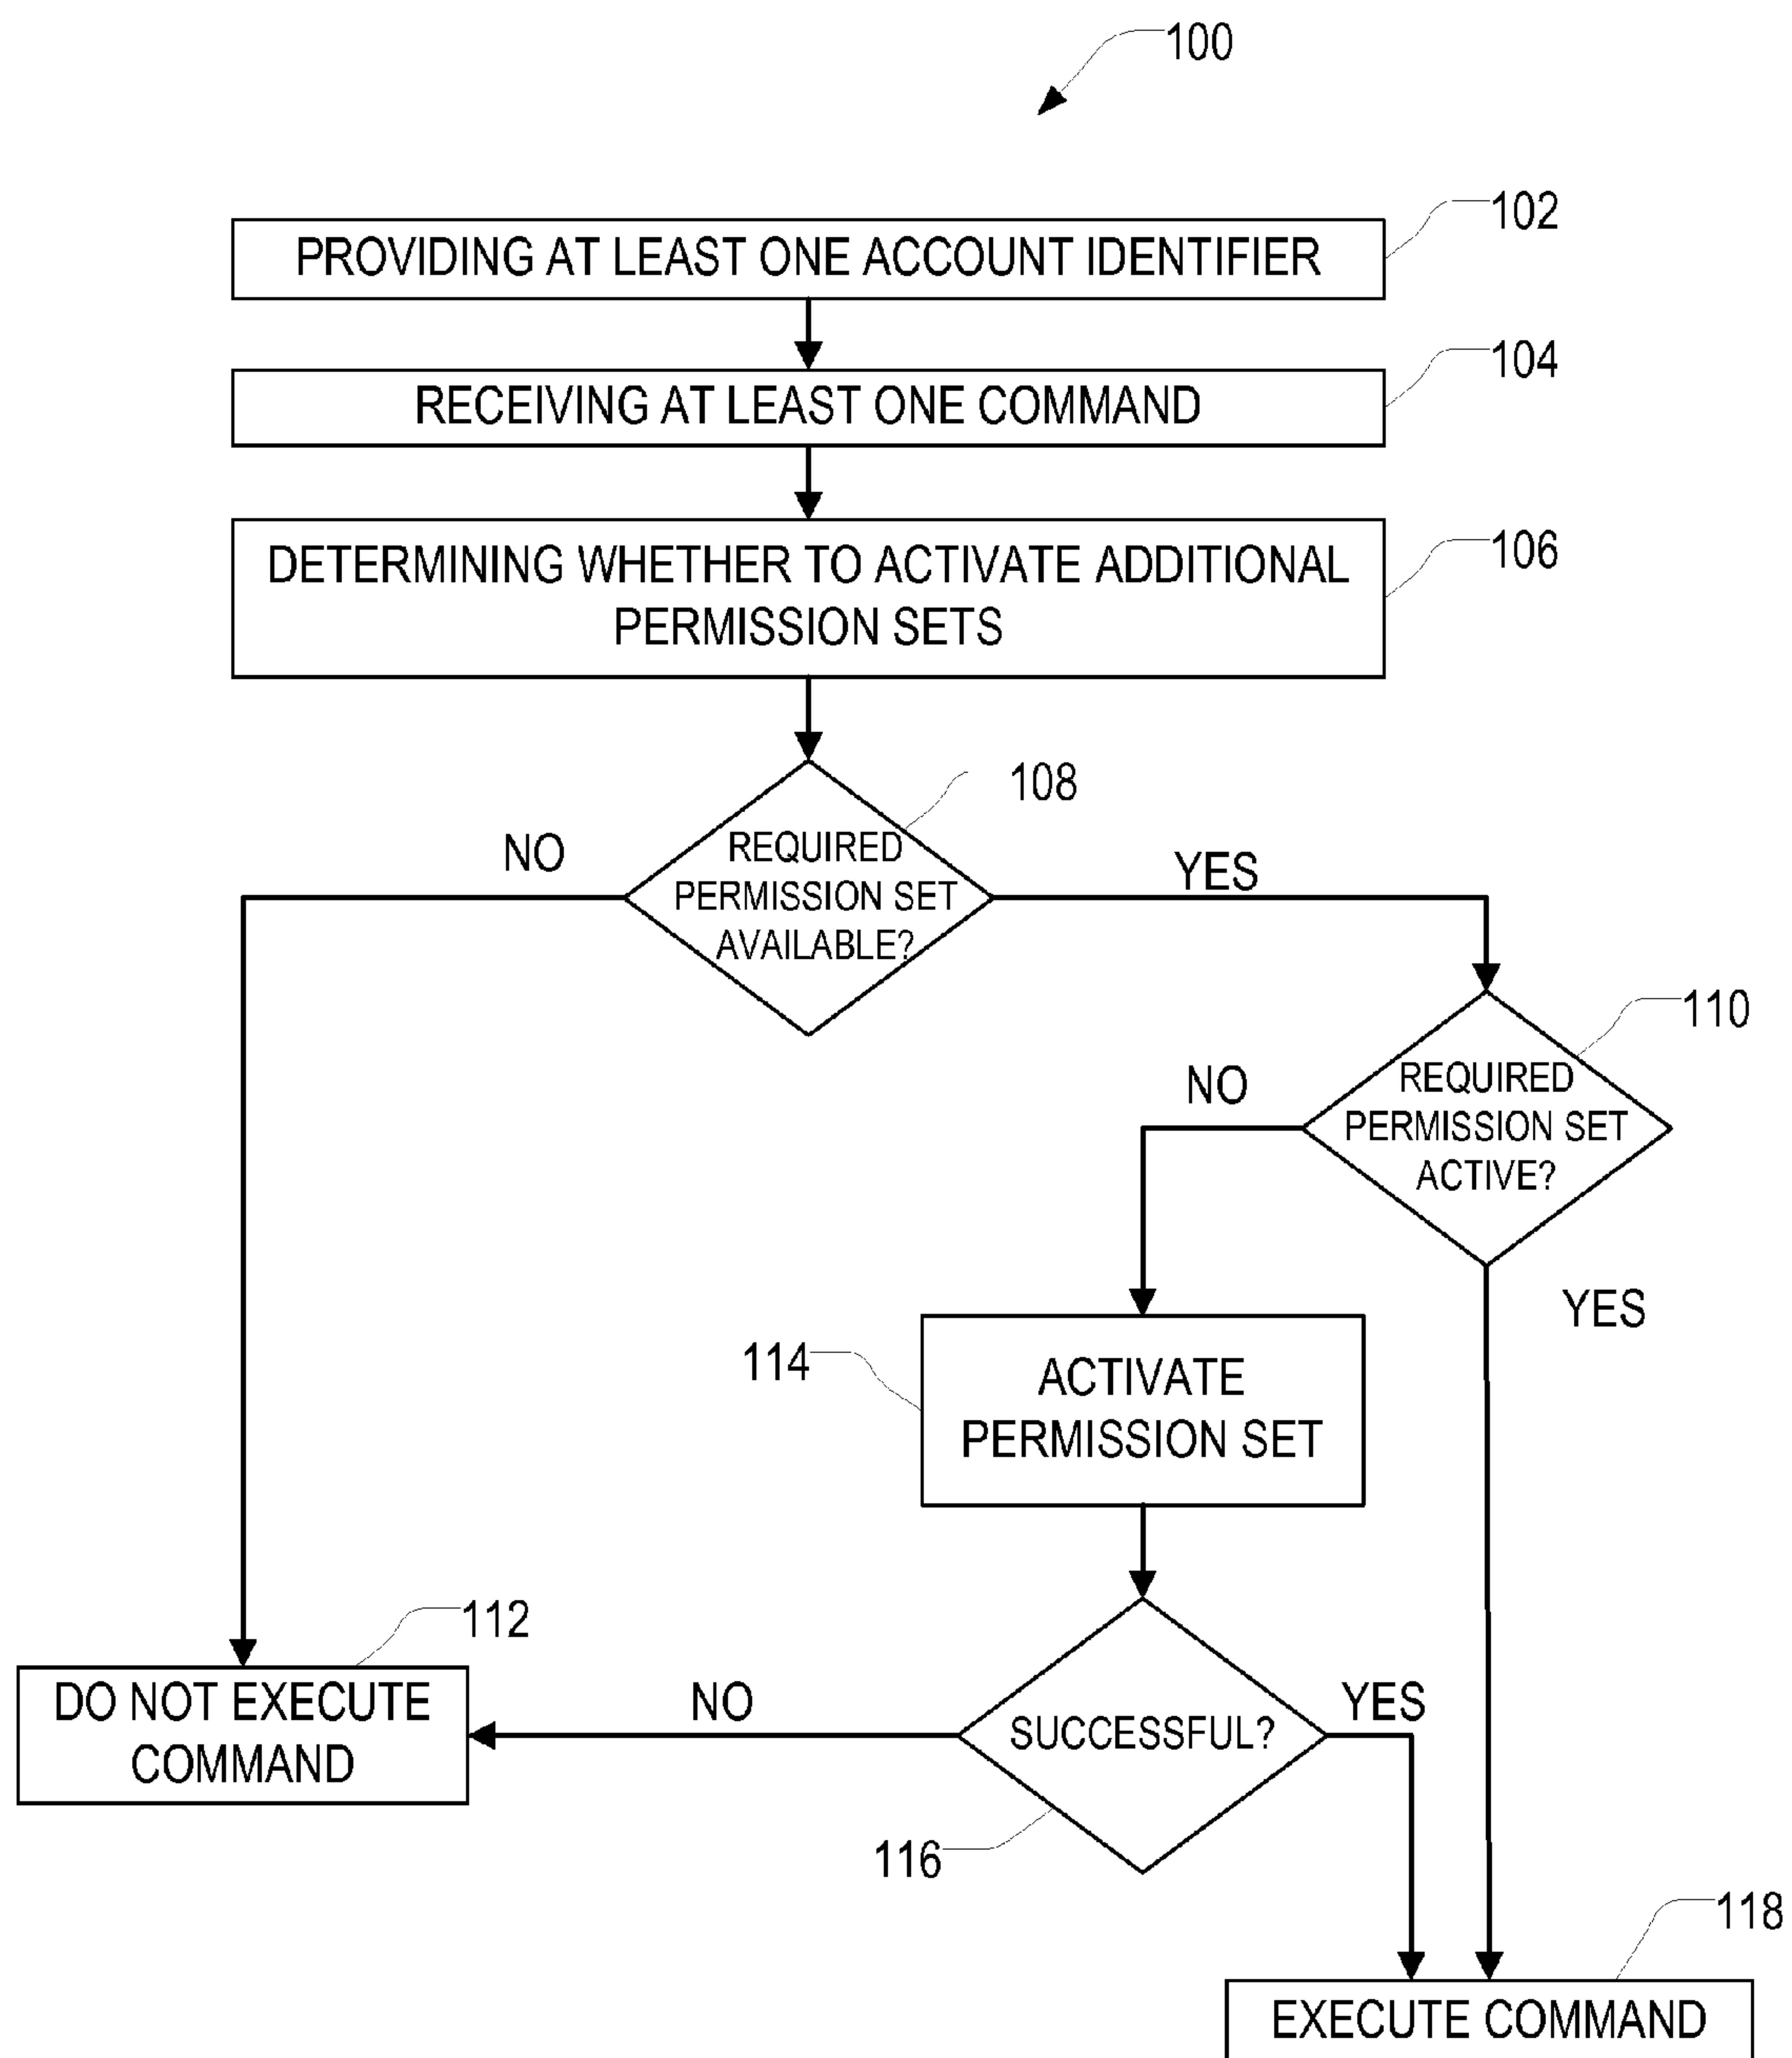 100
102
PROVIDING AT LEAST ONE ACCOUNT IDENTIFIER
104
RECEIVING AT LEAST ONE COMMAND
106
DETERMINING WHETHER TO ACTIVATE ADDITIONAL
PERMISSION SETS
108
NO
REQUIRED
PERMISSION SET
AVAILABLE?
YES
110
NO
REQUIRED
PERMISSION SET
ACTIVE?
YES
114
ACTIVATE
PERMISSION SET
112
DO NOT EXECUTE
COMMAND
NO
SUCCESSFUL?
YES
116
118
EXECUTE COMMAND